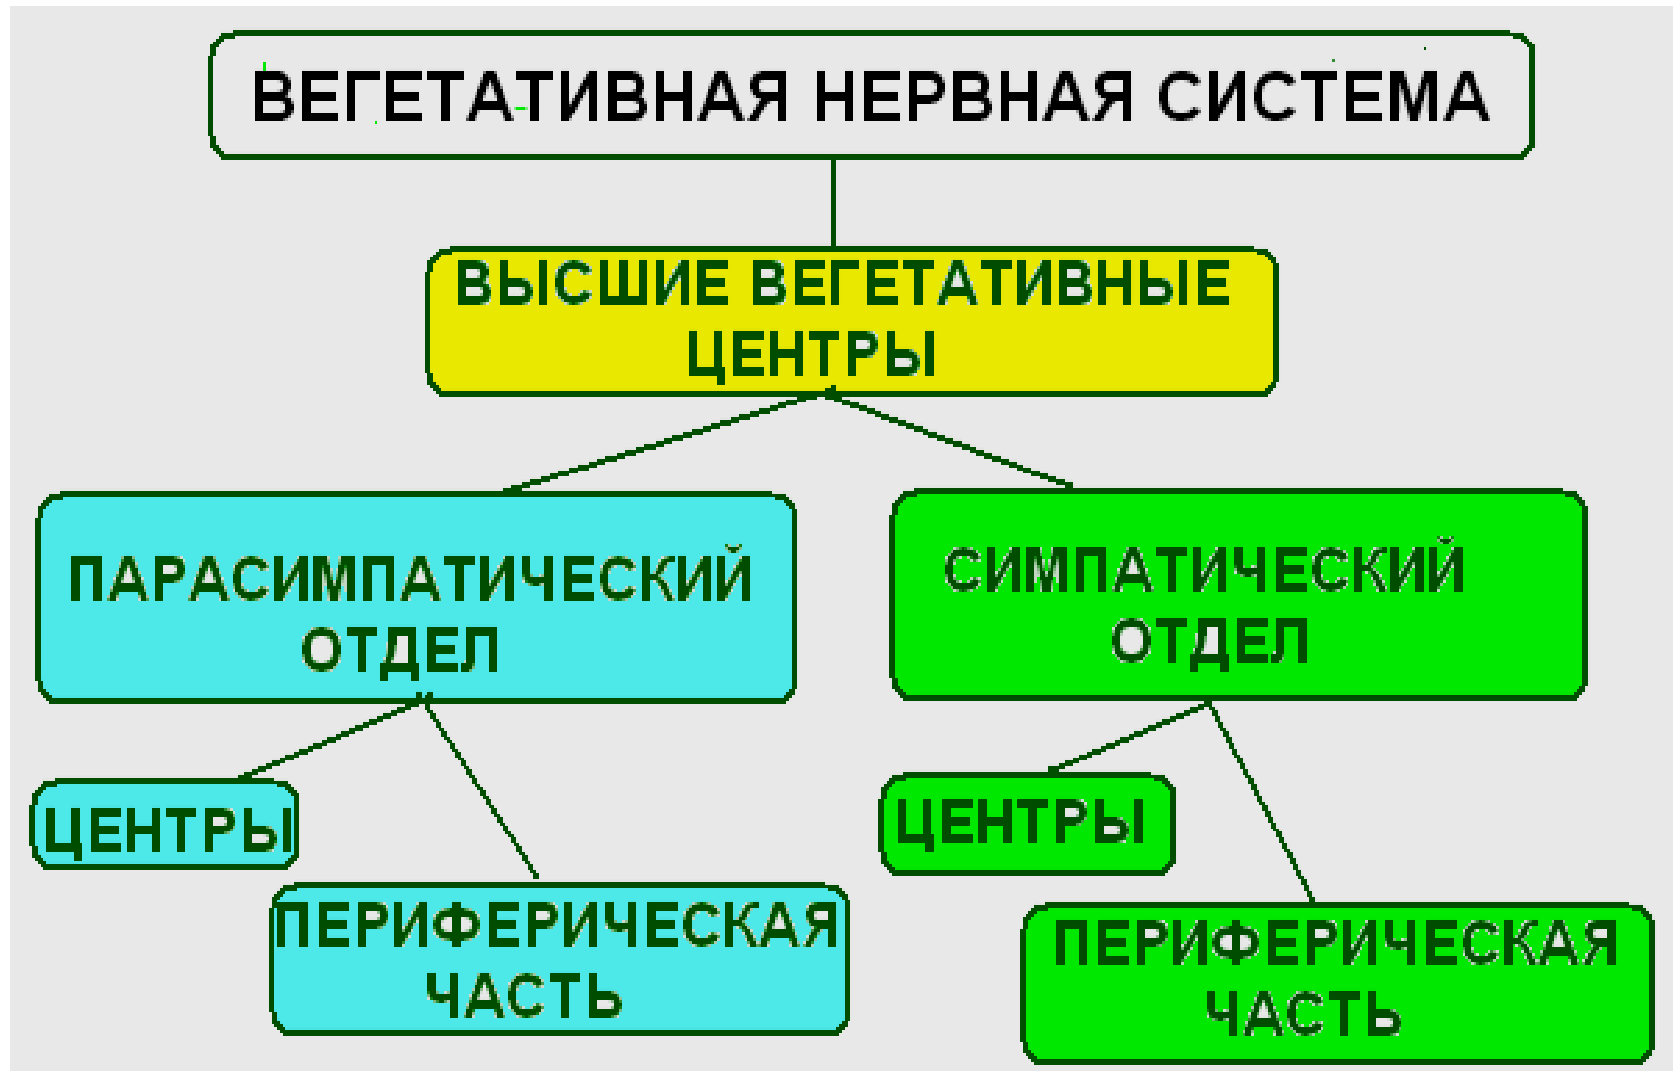 ВЕГЕТАТИВНАЯ НЕРВНАЯ СИСТЕМА
ВЫСШИЕ ВЕГЕТАТИВНЫЕ
ЦЕНТРЫ
ПАРАСИМПАТИЧЕСКИЙ
ОТДЕЛ
СИМПАТИЧЕСКИЙ
ОТДЕЛ
ЦЕНТРЫ
ПЕРИФЕРИЧЕСКАЯ
ЧАСТЬ
ЦЕНТРЫ
ПЕРИФЕРИЧЕСКАЯ
ЧАСТЬ